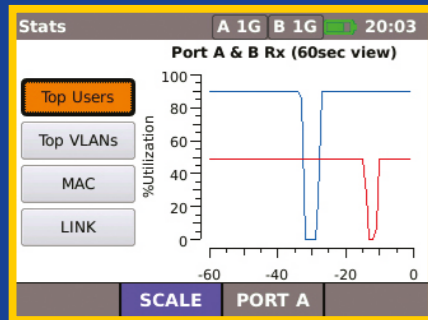 Stats A 1G B 1G 20:03
Port A & B Rx (60sec view)
Top Users
Top VLANs
MAC
LINK
%Utilization
100
80
60
40
20
0
-60 -40 -20 0
SCALE PORT A